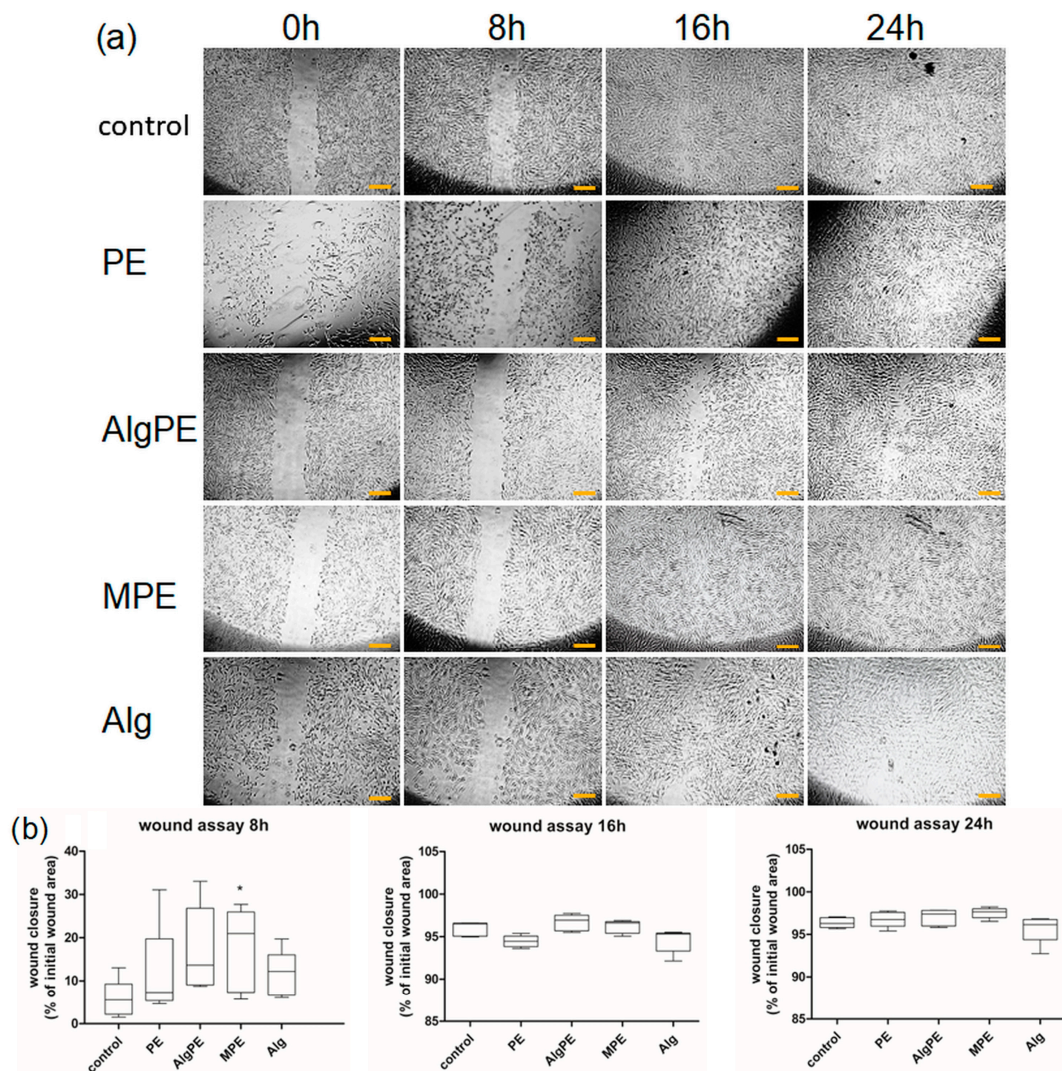 (a) 0h 8h 16h 24h
control
PE
AlgPE
MPE
Alg
(b)
wound assay 8h
wound closure
(% of initial wound area)
40
30
20
10
0
*
control PE AlgPE MPE Alg
wound assay 16h
wound closure
(% of initial wound area)
105
100
95
90
85
control PE AlgPE MPE Alg
wound assay 24h
wound closure
(% of initial wound area)
105
100
95
90
85
control PE AlgPE MPE Alg